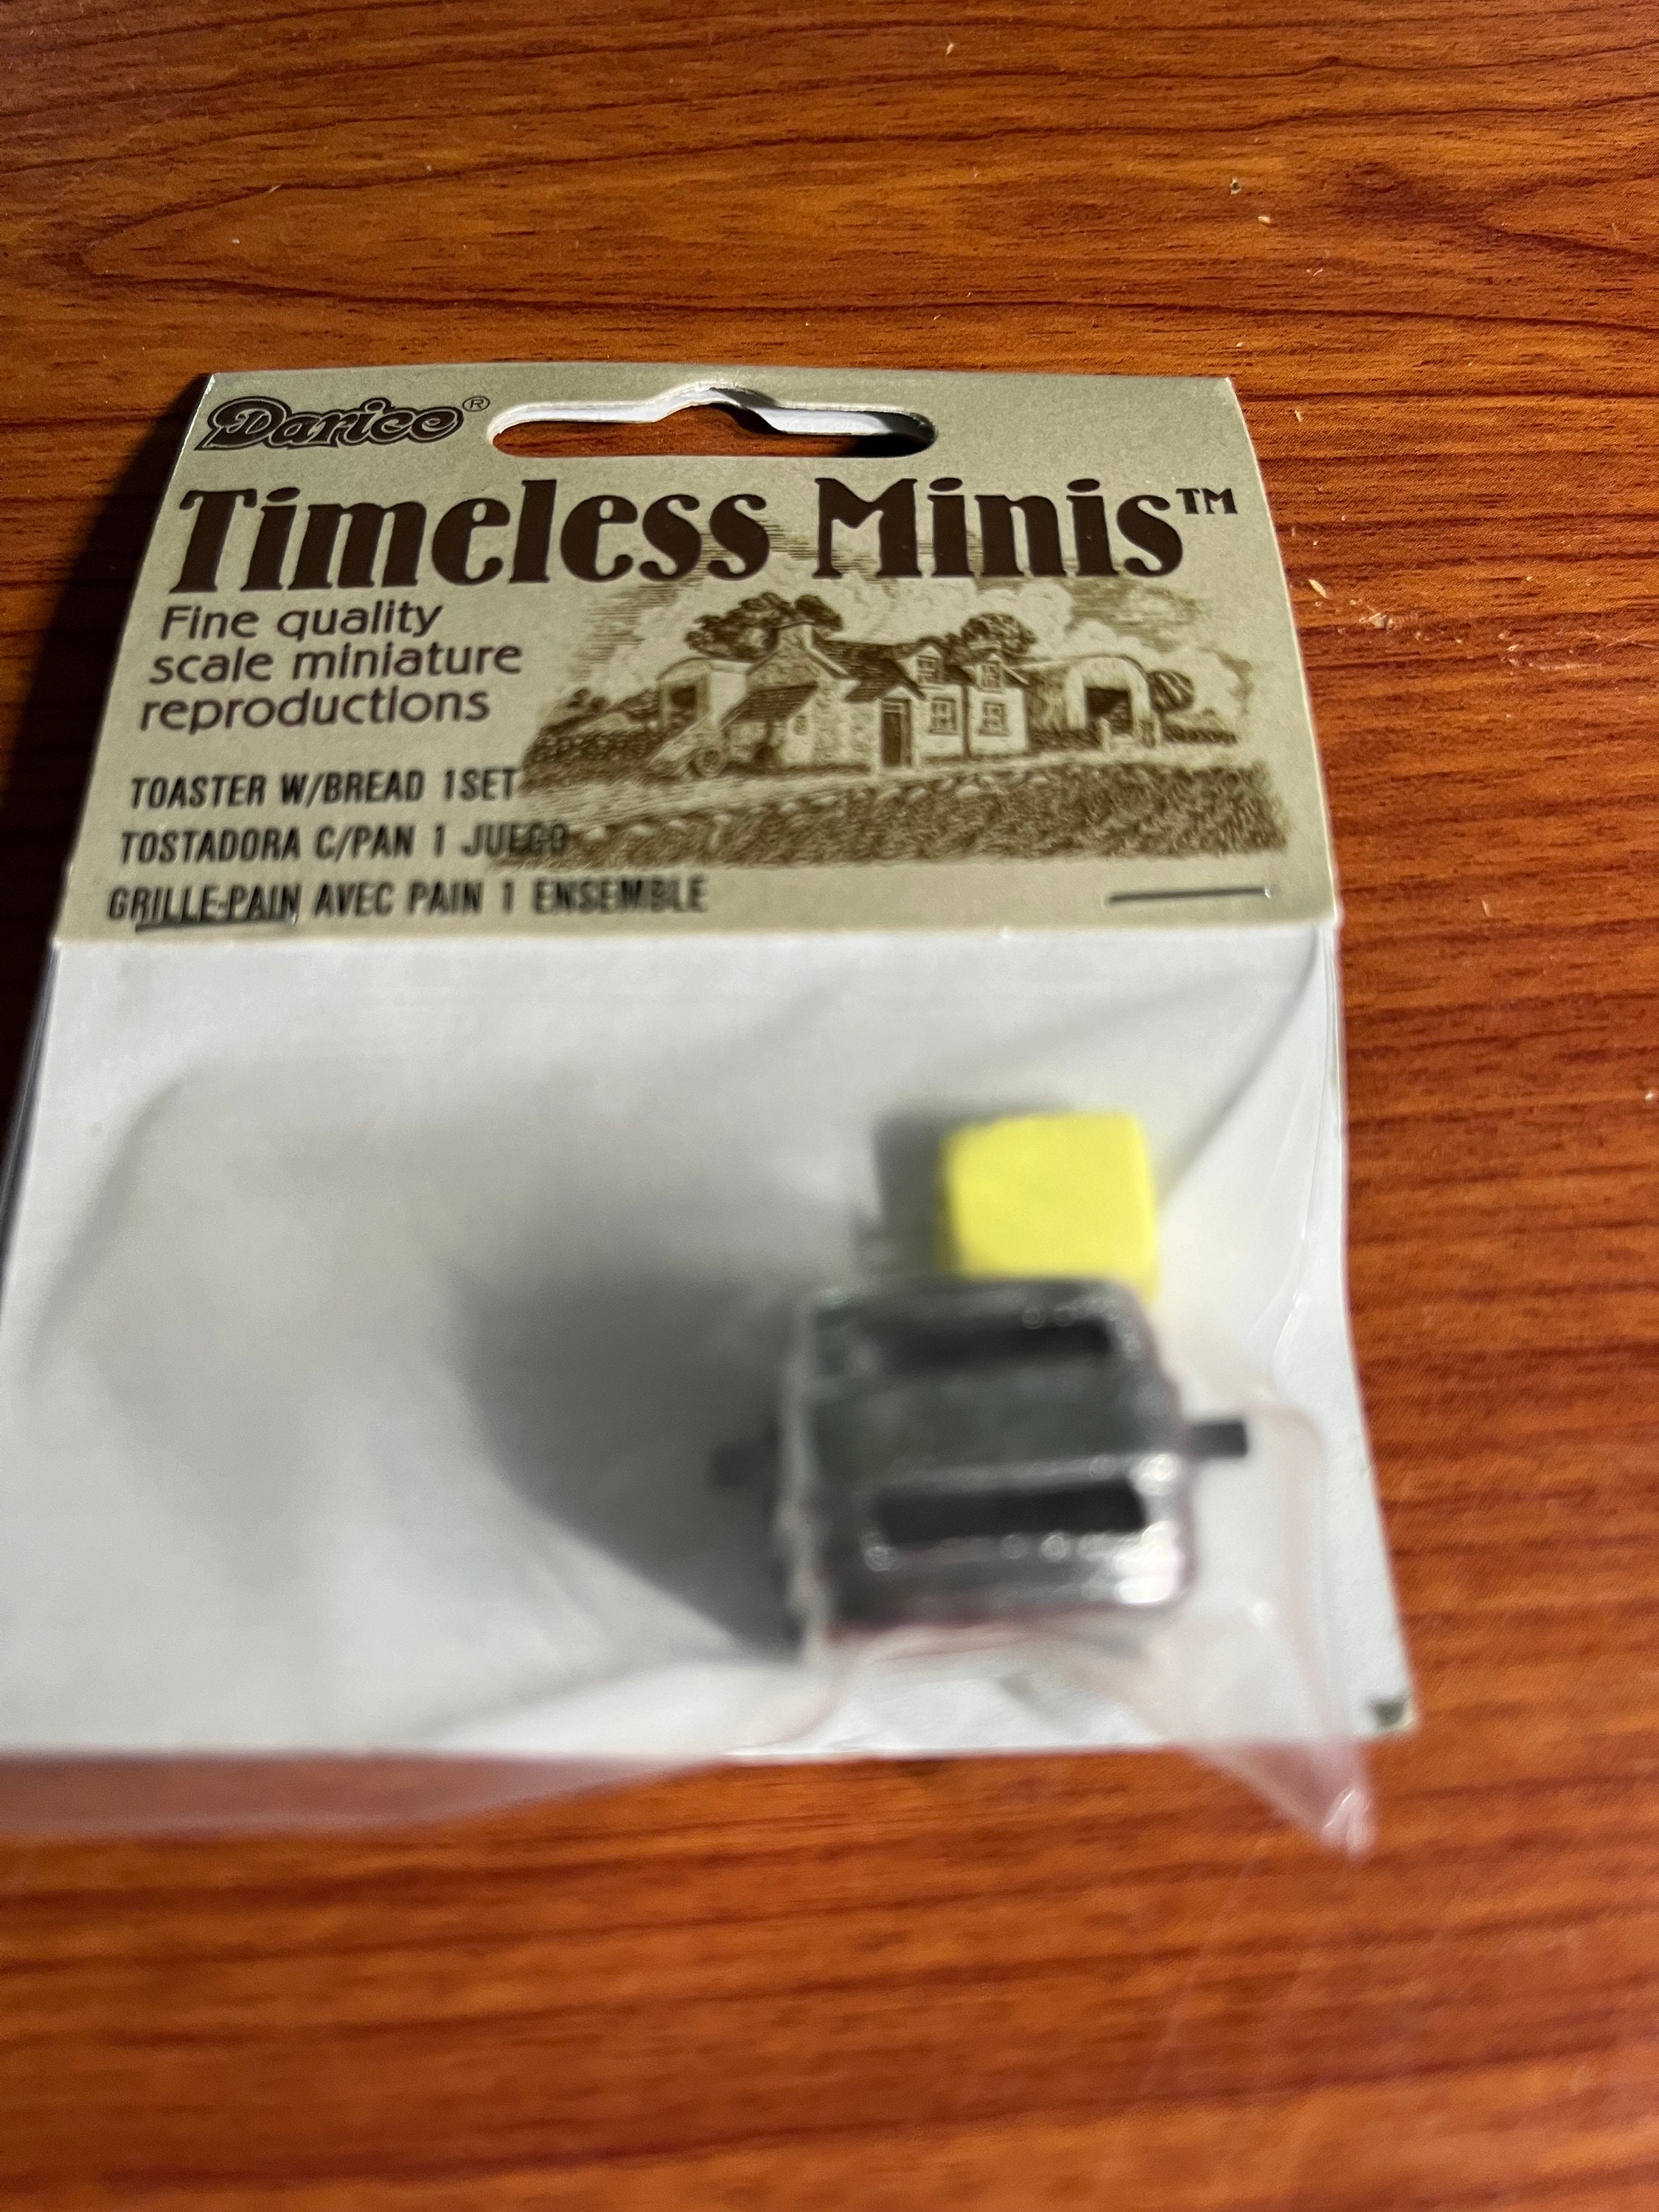 Darice®
Timeless Minis™
Fine quality
scale miniature
reproductions
TOASTER W/BREAD 1SET
TOSTADORA C/PAN 1 JUEGO
GRILLE-PAIN AVEC PAIN 1 ENSEMBLE